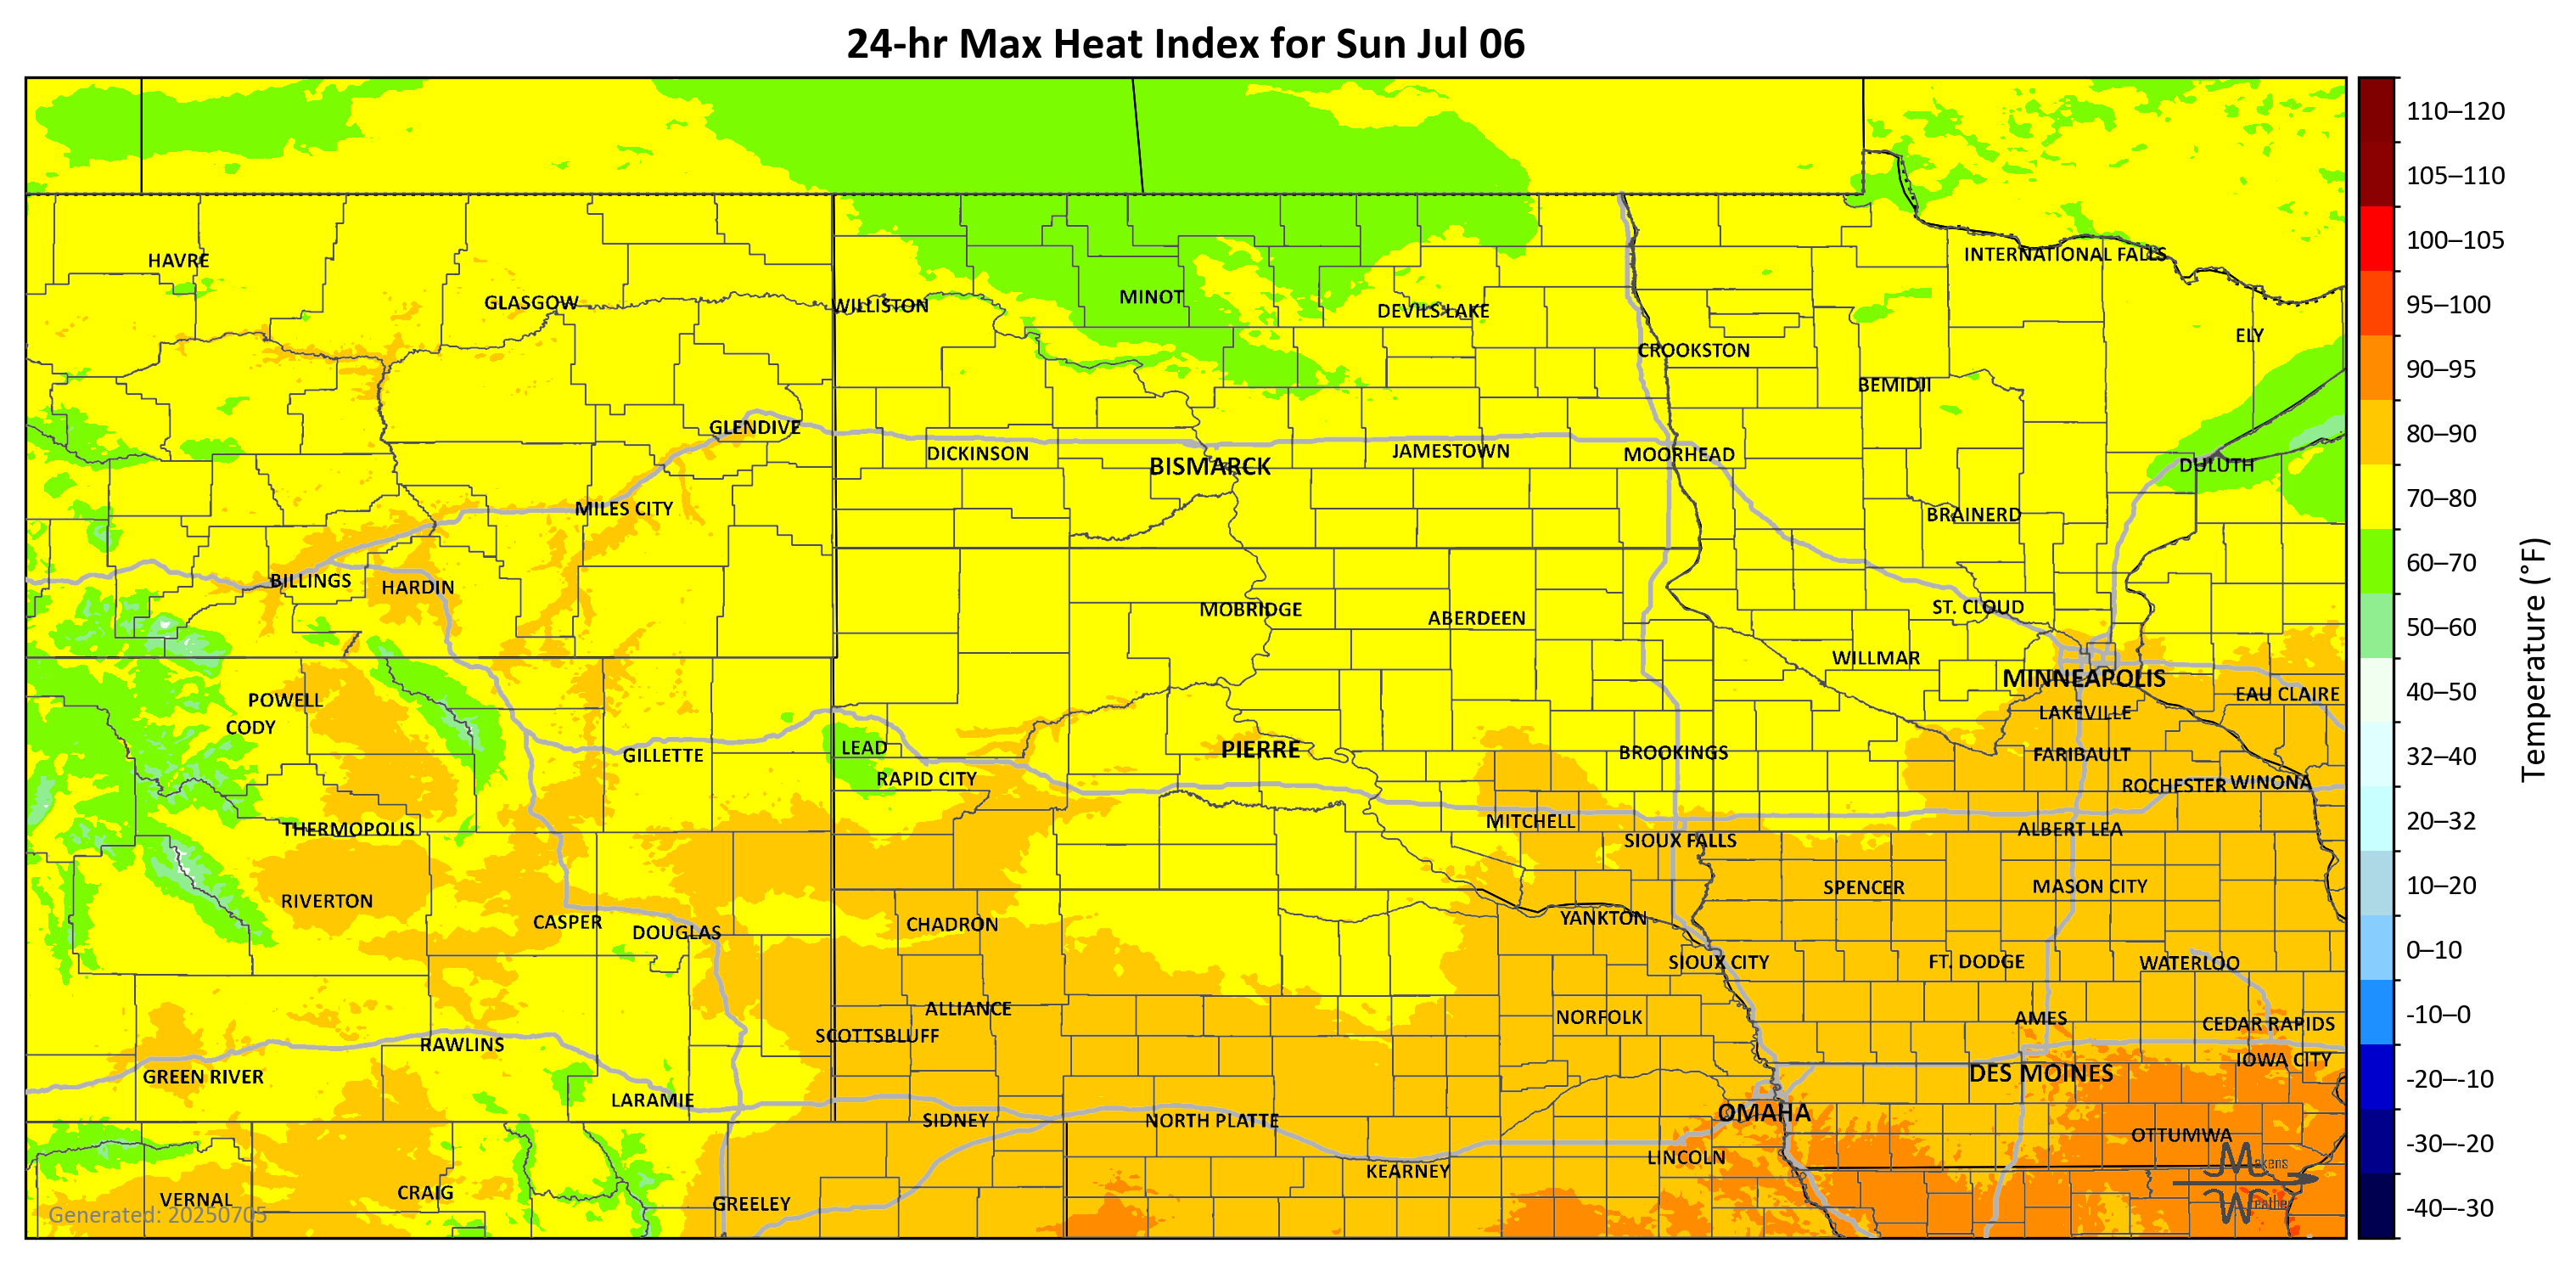 24-hr Max Heat Index for Sun Jul 06
110–120
105–110
100–105
95–100
90–95
80–90
70–80
60–70
50–60
40–50
32–40
20–32
10–20
0–10
-10–0
-20–-10
-30–-20
-40–-30
Temperature (°F)
HAVRE
INTERNATIONAL FALLS
GLASGOW
WILLISTON
MINOT
DEVILS LAKE
ELY
CROOKSTON
BEMIDJI
GLENDIVE
DICKINSON
BISMARCK
JAMESTOWN
MOORHEAD
DULUTH
MILES CITY
BRAINERD
BILLINGS
HARDIN
MOBRIDGE
ABERDEEN
ST. CLOUD
WILLMAR
MINNEAPOLIS
EAU CLAIRE
POWELL
CODY
LAKEVILLE
GILLETTE
LEAD
PIERRE
BROOKINGS
FARIBAULT
RAPID CITY
ROCHESTER
WINONA
THERMOPOLIS
MITCHELL
SIOUX FALLS
ALBERT LEA
RIVERTON
SPENCER
MASON CITY
CASPER
DOUGLAS
CHADRON
YANKTON
SIOUX CITY
FT. DODGE
WATERLOO
ALLIANCE
NORFOLK
AMES
CEDAR RAPIDS
SCOTTSBLUFF
RAWLINS
IOWA CITY
GREEN RIVER
DES MOINES
LARAMIE
SIDNEY
NORTH PLATTE
OMAHA
OTTUMWA
KEARNEY
LINCOLN
VERNAL
CRAIG
GREELEY
Makens
Weather
Generated: 20250705